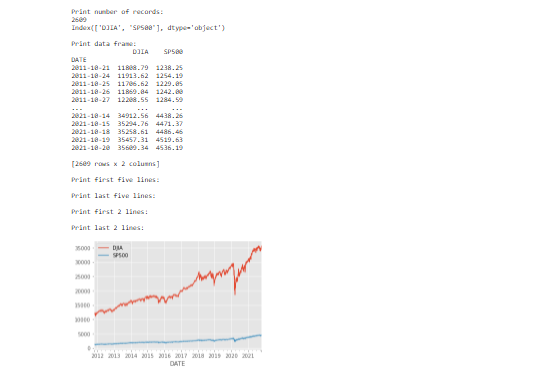 Print number of records:
2609
Index(['DJIA', 'SP500'], dtype='object')
Print data frame:
DJIA SP500
DATE
2011-10-21 11808.79 1238.25
2011-10-24 11913.62 1254.19
2011-10-25 11706.62 1229.05
2011-10-26 11869.04 1242.00
2011-10-27 12208.55 1284.59
... ... ...
2021-10-14 34912.56 4438.26
2021-10-15 35294.76 4471.37
2021-10-18 35258.61 4486.46
2021-10-19 35457.31 4519.63
2021-10-20 35609.34 4536.19
[2609 rows x 2 columns]
Print first five lines:
Print last five lines:
Print first 2 lines:
Print last 2 lines:
DJIA
SP500
35000
30000
25000
20000
15000
10000
5000
0
2012 2013 2014 2015 2016 2017 2018 2019 2020 2021
DATE